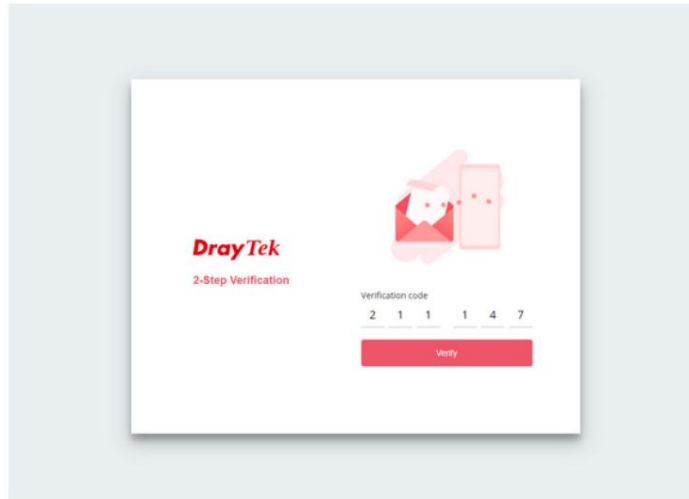 DrayTek
2-Step Verification
Verification code
2 1 1 1 4 7
Verify